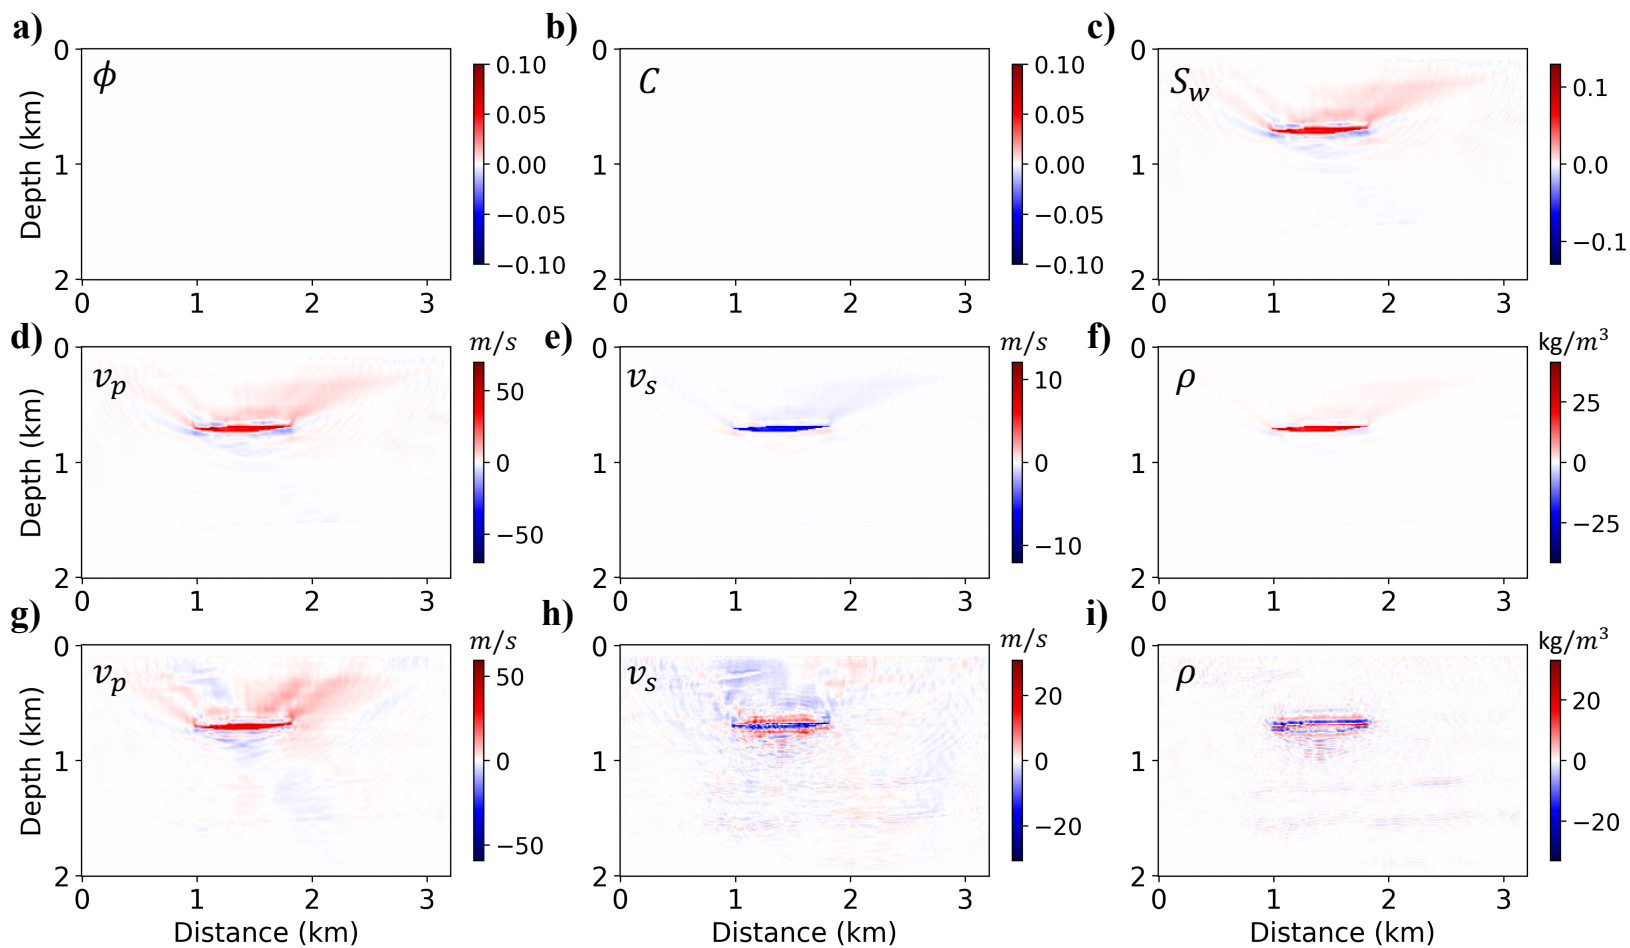 a) b) c)
0 0 0
ϕ C S_w
0.10 0.10 0.1
0.05 0.05
Depth (km) 1 0.00 1 0.00 1 0.0
−0.05 −0.05
−0.10 −0.10 −0.1
2 2 2
0 1 2 3 0 1 2 3 0 1 2 3
d) m/s e) m/s f) kg/m³
0 0 0
v_p v_s ρ
50 10 25
Depth (km) 1 0 1 0 1 0
−50 −10 −25
2 2 2
0 1 2 3 0 1 2 3 0 1 2 3
g) m/s h) m/s i) kg/m³
0 0 0
v_p v_s ρ
50 20 20
Depth (km) 1 0 1 0 1 0
−50 −20 −20
2 2 2
0 1 2 3 0 1 2 3 0 1 2 3
Distance (km) Distance (km) Distance (km)